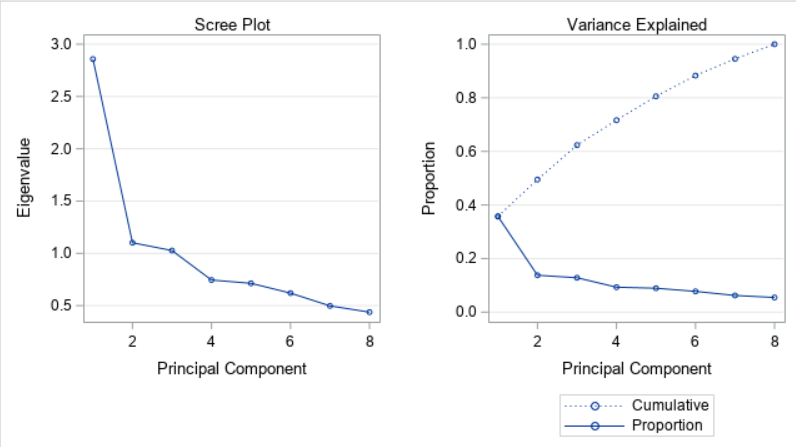 Scree Plot
3.0
2.5
2.0
1.5
1.0
0.5
Eigenvalue
2 4 6 8
Principal Component
Variance Explained
1.0
0.8
0.6
0.4
0.2
0.0
Proportion
2 4 6 8
Principal Component
Cumulative
Proportion